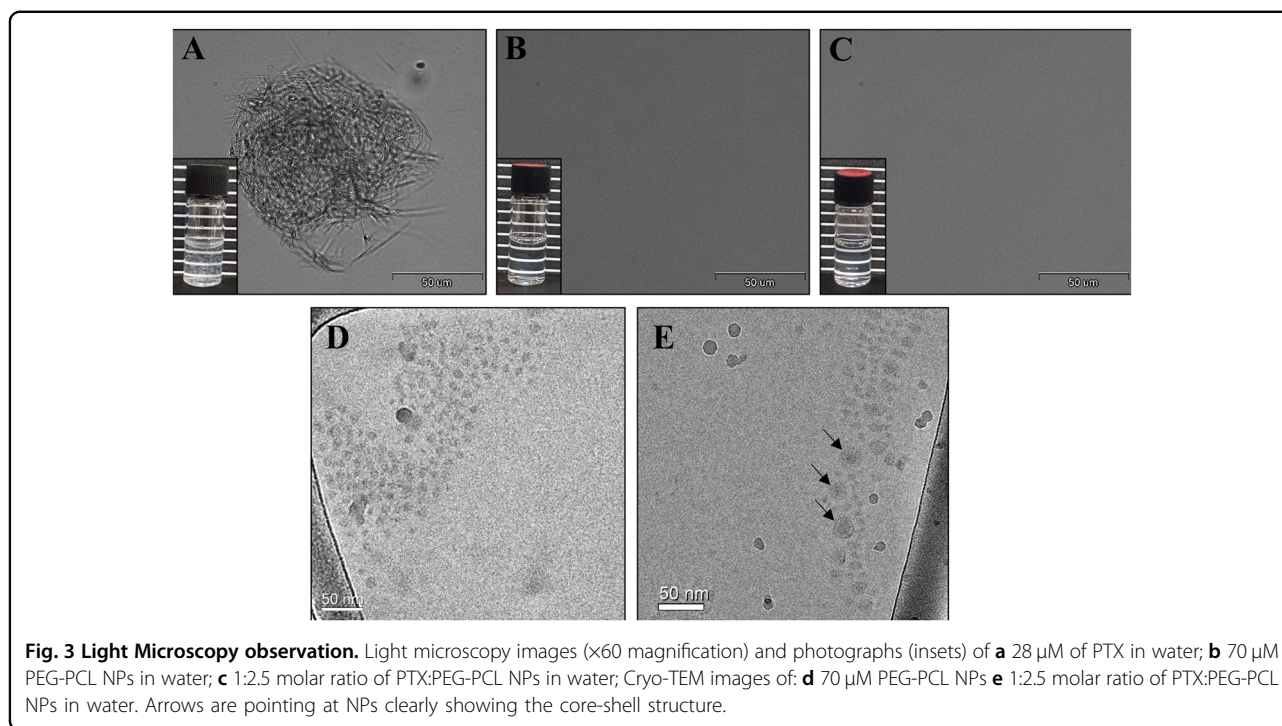 A
B
C
50 um
50 um
50 um
D
E
50 nm
50 nm
Fig. 3 Light Microscopy observation. Light microscopy images (×60 magnification) and photographs (insets) of a 28 μM of PTX in water; b 70 μM
PEG-PCL NPs in water; c 1:2.5 molar ratio of PTX:PEG-PCL NPs in water; Cryo-TEM images of: d 70 μM PEG-PCL NPs e 1:2.5 molar ratio of PTX:PEG-PCL
NPs in water. Arrows are pointing at NPs clearly showing the core-shell structure.